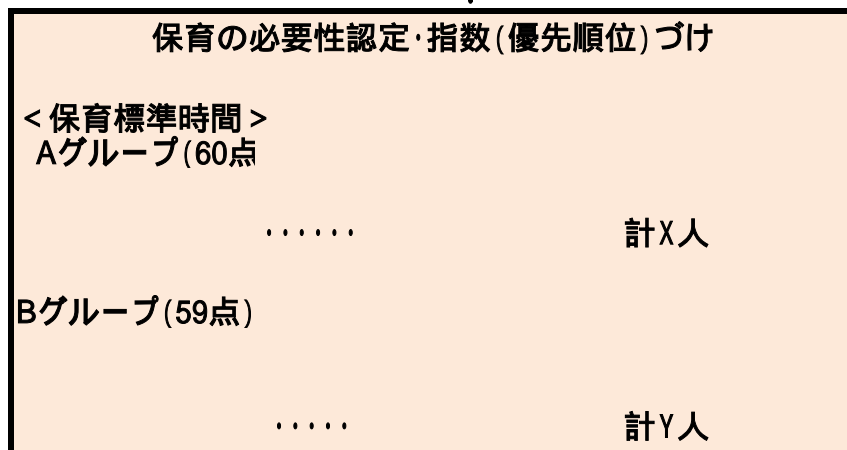 保育の必要性認定・指数(優先順位)づけ
<保育標準時間>
Aグループ(60点
‥‥‥ 計X人
Bグループ(59点)
・・・・・ 計Y人